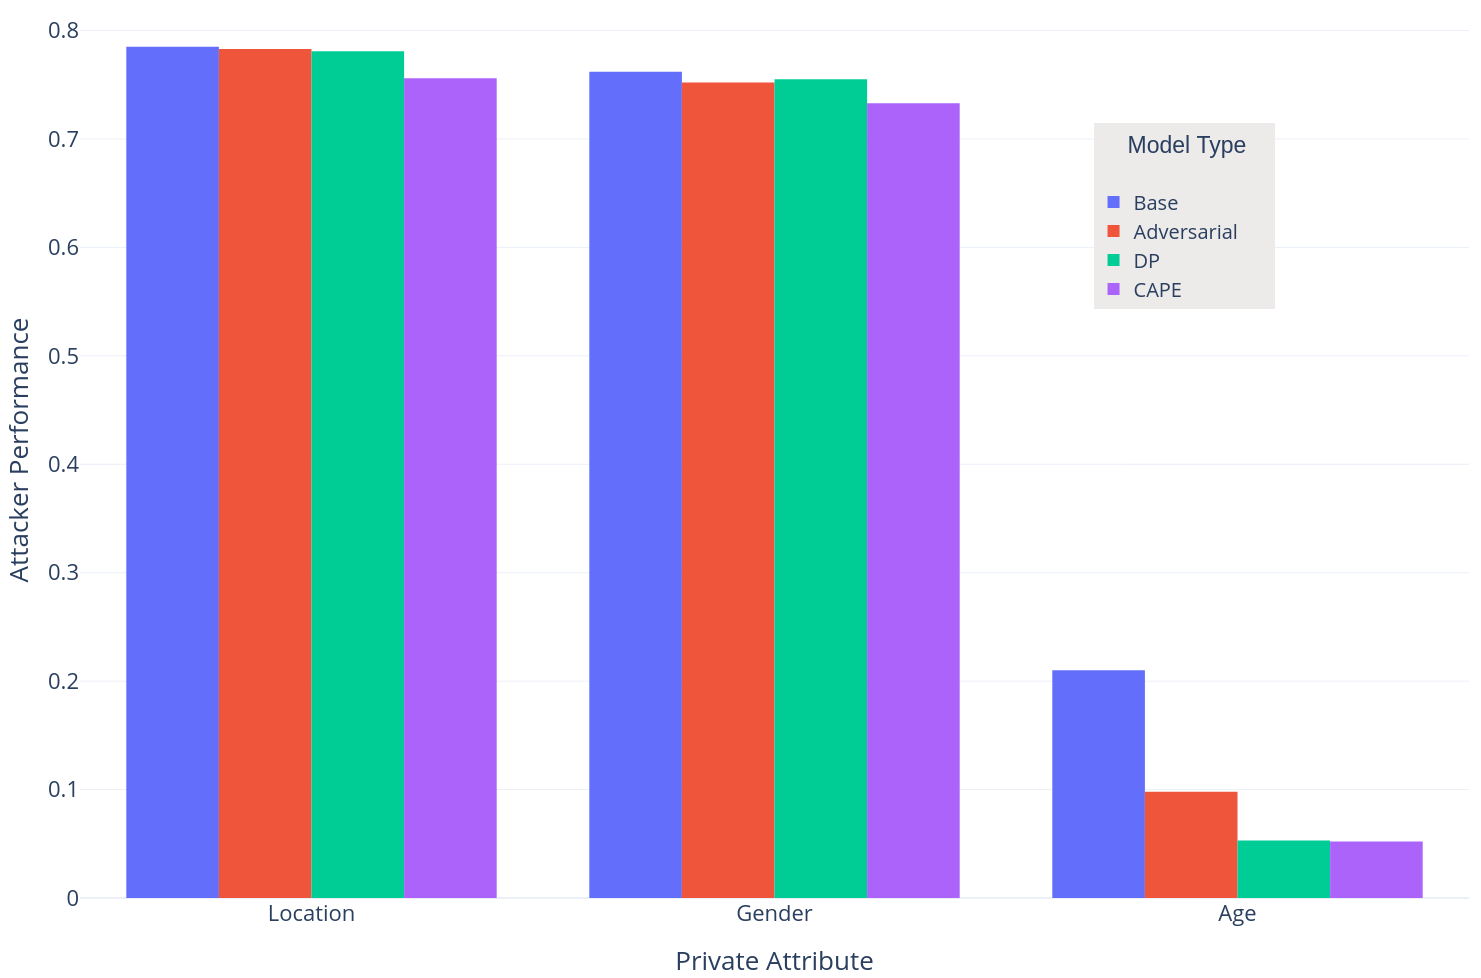 Attacker Performance
0.8
0.7
0.6
0.5
0.4
0.3
0.2
0.1
0
Model Type
Base
Adversarial
DP
CAPE
Location
Gender
Age
Private Attribute